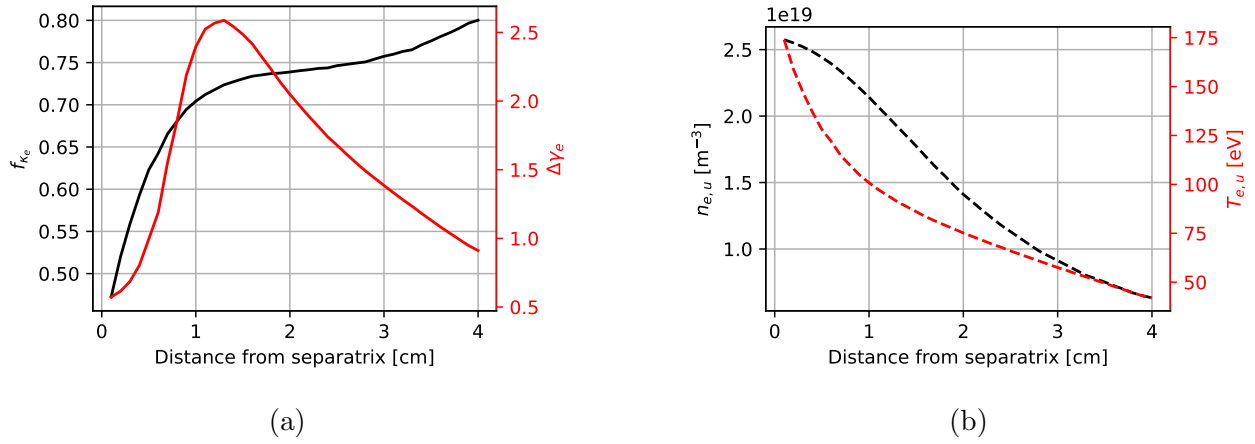 0.80
0.75
0.70
0.65
0.60
0.55
0.50
f_{κ_e}
2.5
2.0
1.5
1.0
0.5
Δγ_e
0 1 2 3 4
Distance from separatrix [cm]
(a)
1e19
2.5
2.0
1.5
1.0
n_{e,u} [m^{−3}]
175
150
125
100
75
50
T_{e,u} [eV]
0 1 2 3 4
Distance from separatrix [cm]
(b)